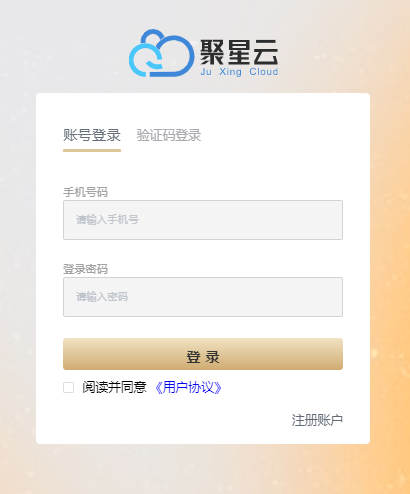 聚星云
Ju Xing Cloud
账号登录 验证码登录
手机号码
请输入手机号
登录密码
请输入密码
登 录
阅读并同意 《用户协议》
注册账户